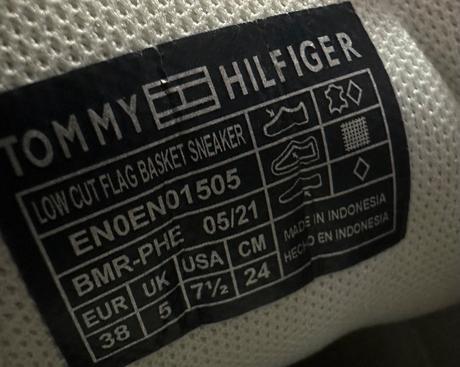 TOMMY HILFIGER
LOW CUT FLAG BASKET SNEAKER
EN0EN01505
BMR-PHE 05/21
EUR UK USA CM
38 5 7½ 24
MADE IN INDONESIA
HECHO EN INDONESIA